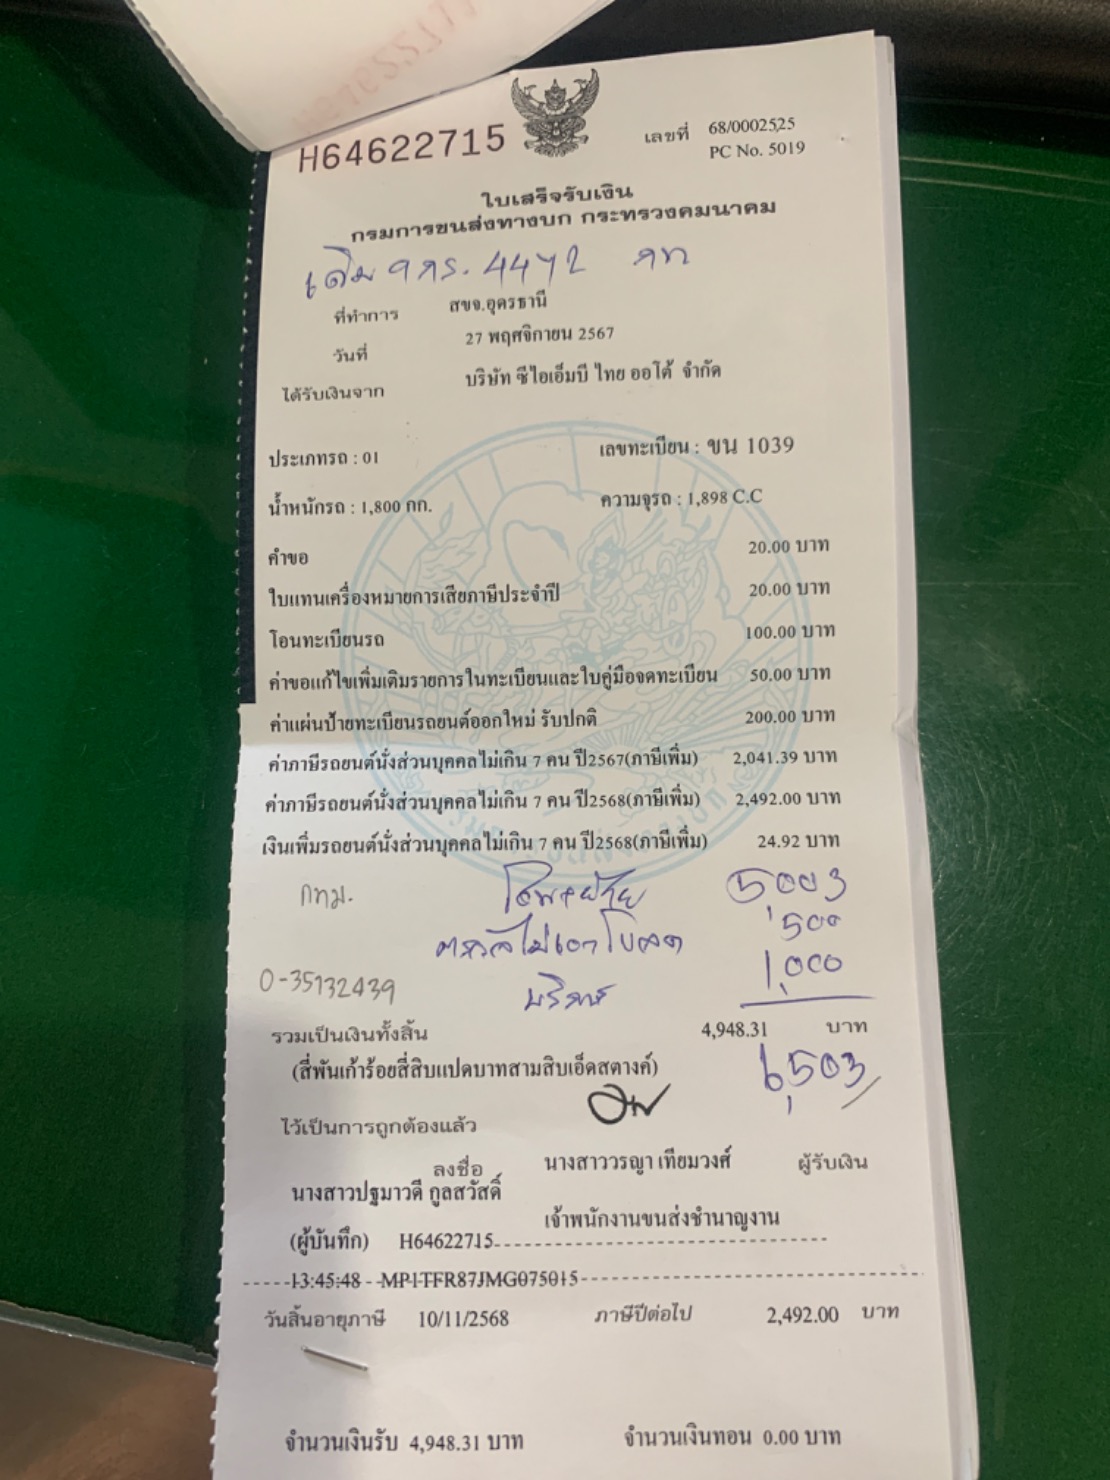 H64622715
เลขที่ 68/0002525
PC No. 5019
ใบเสร็จรับเงิน
กรมการขนส่งทางบก กระทรวงคมนาคม
เดิม 9กร. 4472 กท
ที่ทำการ สขจ.อุดรธานี
วันที่ 27 พฤศจิกายน 2567
ได้รับเงินจาก บริษัท ซีไอเอ็มบี ไทย ออโต้ จำกัด
ประเภทรถ : 01 เลขทะเบียน : ขน 1039
น้ำหนักรถ : 1,800 กก. ความจุรถ : 1,898 C.C
คำขอ 20.00 บาท
ใบแทนเครื่องหมายการเสียภาษีประจำปี 20.00 บาท
โอนทะเบียนรถ 100.00 บาท
ค่าขอแก้ไขเพิ่มเติมรายการในทะเบียนและใบคู่มือจดทะเบียน 50.00 บาท
ค่าแผ่นป้ายทะเบียนรถยนต์ออกใหม่ รับปกติ 200.00 บาท
ค่าภาษีรถยนต์นั่งส่วนบุคคลไม่เกิน 7 คน ปี2567(ภาษีเพิ่ม) 2,041.39 บาท
ค่าภาษีรถยนต์นั่งส่วนบุคคลไม่เกิน 7 คน ปี2568(ภาษีเพิ่ม) 2,492.00 บาท
เงินเพิ่มรถยนต์นั่งส่วนบุคคลไม่เกิน 7 คน ปี2568(ภาษีเพิ่ม) 24.92 บาท
กทม. 5,003
ตรวจไม่เอาโบลด 500
0-35132439 บริการ 1,000
รวมเป็นเงินทั้งสิ้น 4,948.31 บาท
(สี่พันเก้าร้อยสี่สิบแปดบาทสามสิบเอ็ดสตางค์) 6,503
ไว้เป็นการถูกต้องแล้ว
ลงชื่อ นางสาววรญา เทียมวงศ์ ผู้รับเงิน
นางสาวปฐมาวดี กูลสวัสดิ์
เจ้าพนักงานขนส่งชำนาญงาน
(ผู้บันทึก) H64622715
13:45:48 MP1TFR87JMG075015
วันสิ้นอายุภาษี 10/11/2568 ภาษีปีต่อไป 2,492.00 บาท
จำนวนเงินรับ 4,948.31 บาท จำนวนเงินทอน 0.00 บาท